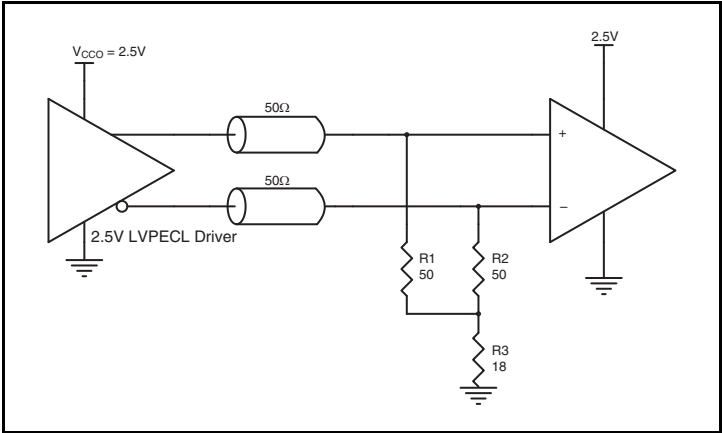 V_CCO = 2.5V
2.5V
50Ω
+
50Ω
–
2.5V LVPECL Driver
R1
50
R2
50
R3
18